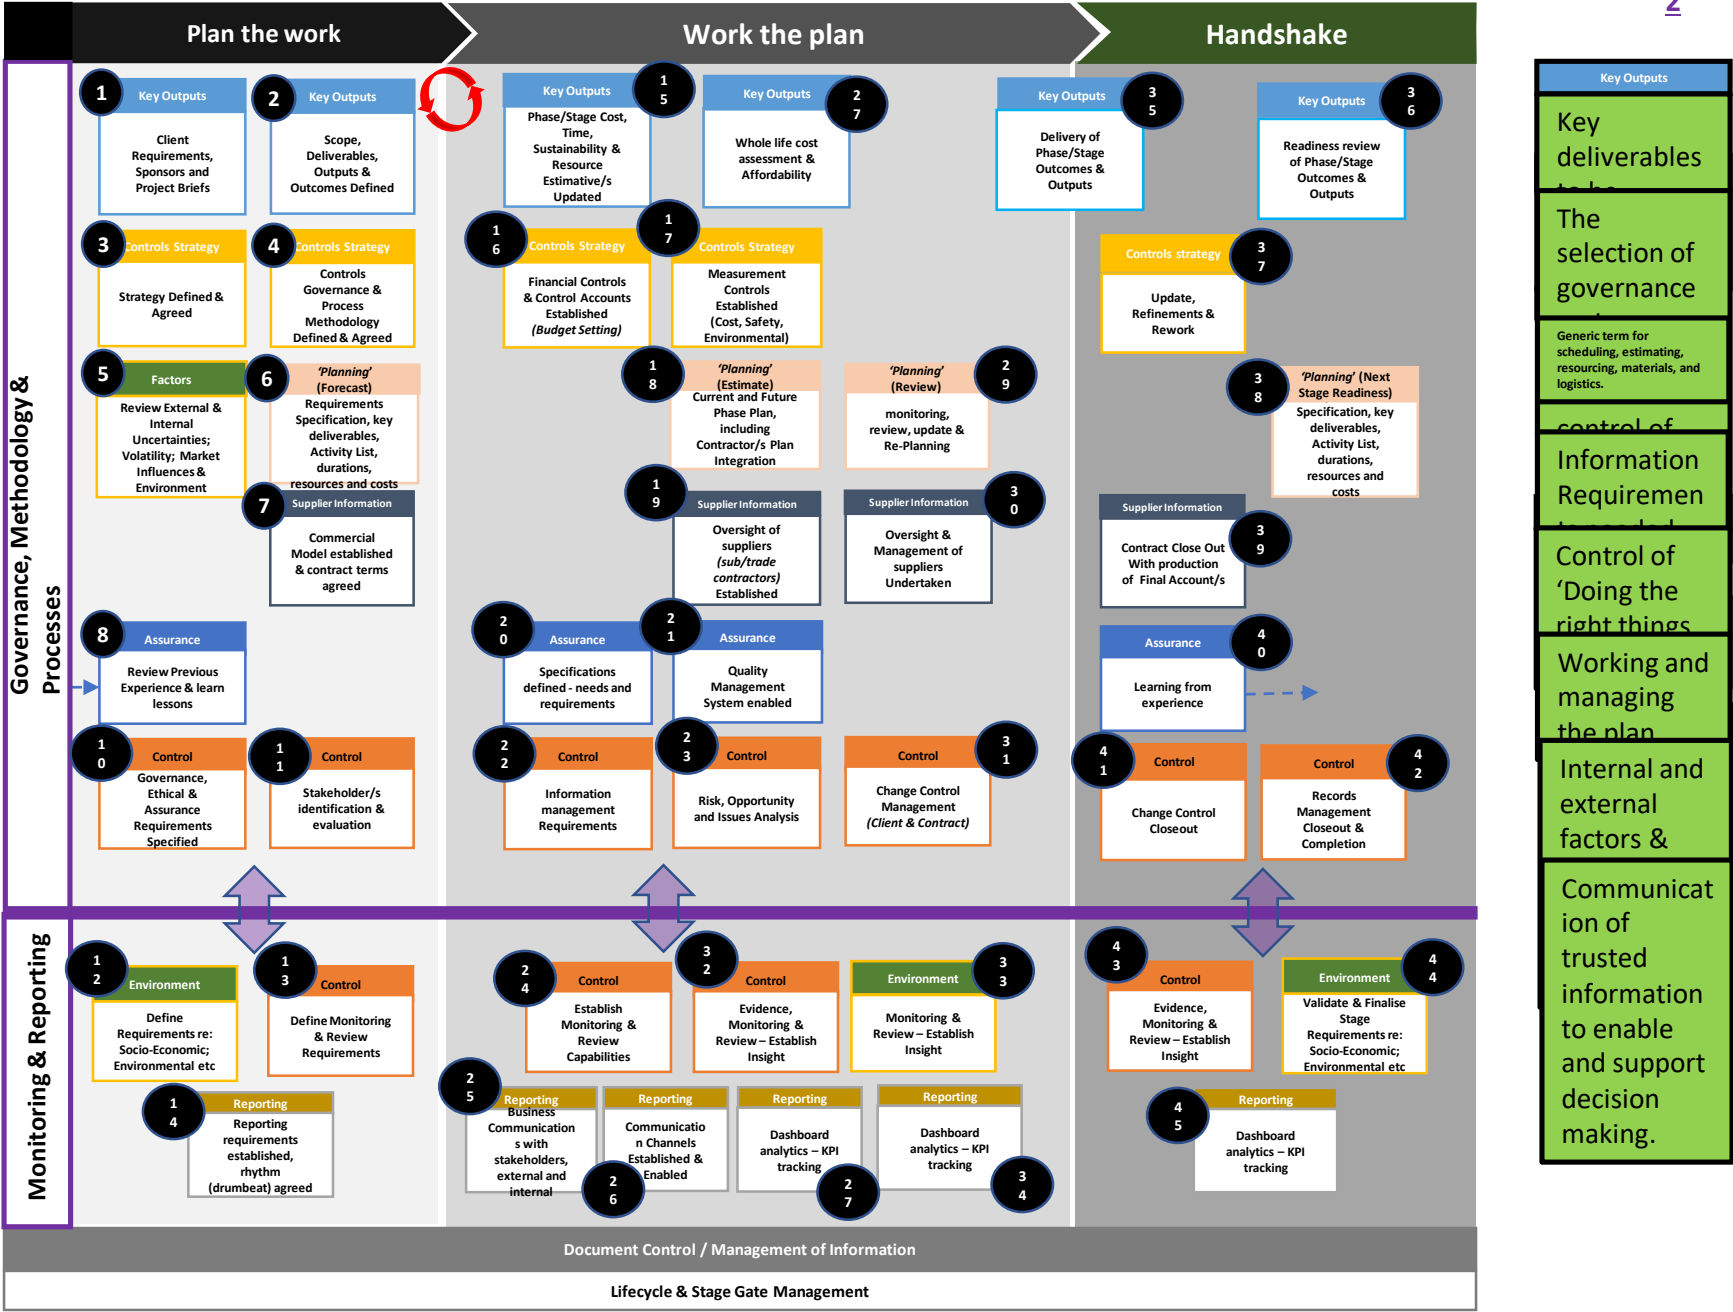 2
Plan the work
Work the plan
Handshake
Governance, Methodology &
Processes
1
Key Outputs
Client
Requirements,
Sponsors and
Project Briefs
2
Key Outputs
Scope,
Deliverables,
Outputs &
Outcomes Defined
3
Controls Strategy
Strategy Defined &
Agreed
4
Controls Strategy
Controls
Governance &
Process
Methodology
Defined & Agreed
5
Factors
Review External &
Internal
Uncertainties;
Volatility; Market
Influences &
Environment
6
‘Planning’
(Forecast)
Requirements
Specification, key
deliverables,
Activity List,
durations,
resources and costs
7
Supplier Information
Commercial
Model established
& contract terms
agreed
8
Assurance
Review Previous
Experience & learn
lessons
1
0
Control
Governance,
Ethical &
Assurance
Requirements
Specified
1
1
Control
Stakeholder/s
identification &
evaluation
1
5
Key Outputs
Phase/Stage Cost,
Time,
Sustainability &
Resource
Estimative/s
Updated
2
7
Key Outputs
Whole life cost
assessment &
Affordability
1
6
Controls Strategy
Financial Controls
& Control Accounts
Established
(Budget Setting)
1
7
Controls Strategy
Measurement
Controls
Established
(Cost, Safety,
Environmental)
1
8
‘Planning’
(Estimate)
Current and Future
Phase Plan,
including
Contractor/s Plan
Integration
2
9
‘Planning’
(Review)
monitoring,
review, update &
Re-Planning
1
9
Supplier Information
Oversight of
suppliers
(sub/trade
contractors)
Established
3
0
Supplier Information
Oversight &
Management of
suppliers
Undertaken
2
0
Assurance
Specifications
defined - needs and
requirements
2
1
Assurance
Quality
Management
System enabled
2
2
Control
Information
management
Requirements
2
3
Control
Risk, Opportunity
and Issues Analysis
3
1
Control
Change Control
Management
(Client & Contract)
3
5
Key Outputs
Delivery of
Phase/Stage
Outcomes &
Outputs
3
6
Key Outputs
Readiness review
of Phase/Stage
Outcomes &
Outputs
3
7
Controls strategy
Update,
Refinements &
Rework
3
8
‘Planning’ (Next
Stage Readiness)
Specification, key
deliverables,
Activity List,
durations,
resources and
costs
3
9
Supplier Information
Contract Close Out
With production
of Final Account/s
4
0
Assurance
Learning from
experience
4
1
Control
Change Control
Closeout
4
2
Control
Records
Management
Closeout &
Completion
Monitoring & Reporting
1
2
Environment
Define
Requirements re:
Socio-Economic;
Environmental etc
1
3
Control
Define Monitoring
& Review
Requirements
1
4
Reporting
Reporting
requirements
established,
rhythm
(drumbeat) agreed
2
4
Control
Establish
Monitoring &
Review
Capabilities
3
2
Control
Evidence,
Monitoring &
Review – Establish
Insight
3
3
Environment
Monitoring &
Review – Establish
Insight
2
5
Reporting
Business
Communication
s with
stakeholders,
external and
internal
2
6
Reporting
Communicatio
n Channels
Established &
Enabled
2
7
Reporting
Dashboard
analytics – KPI
tracking
3
4
Reporting
Dashboard
analytics – KPI
tracking
4
3
Control
Evidence,
Monitoring &
Review – Establish
Insight
4
4
Environment
Validate & Finalise
Stage
Requirements re:
Socio-Economic;
Environmental etc
4
5
Reporting
Dashboard
analytics – KPI
tracking
Document Control / Management of Information
Lifecycle & Stage Gate Management
Key Outputs
Key
deliverables
to be
The
selection of
governance
Generic term for
scheduling, estimating,
resourcing, materials, and
logistics.
control of
Information
Requiremen
ts needed
Control of
‘Doing the
right things
Working and
managing
the plan
Internal and
external
factors &
Communicat
ion of
trusted
information
to enable
and support
decision
making.